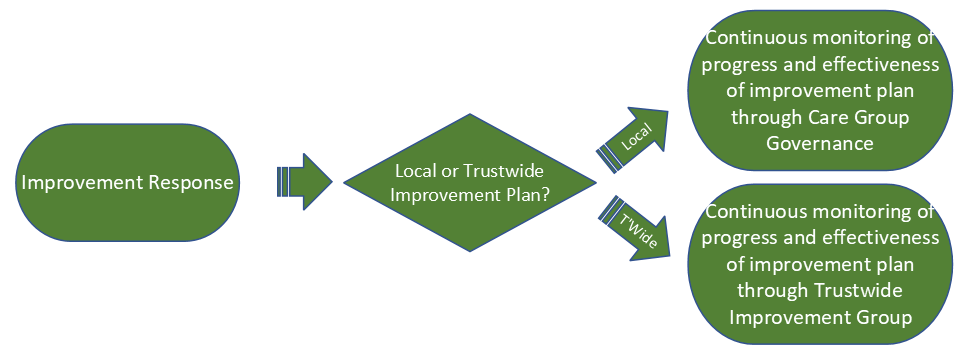 Improvement Response
Local or Trustwide
Improvement Plan?
Local
T'Wide
Continuous monitoring of
progress and effectiveness
of improvement plan
through Care Group
Governance
Continuous monitoring of
progress and effectiveness
of improvement plan
through Trustwide
Improvement Group